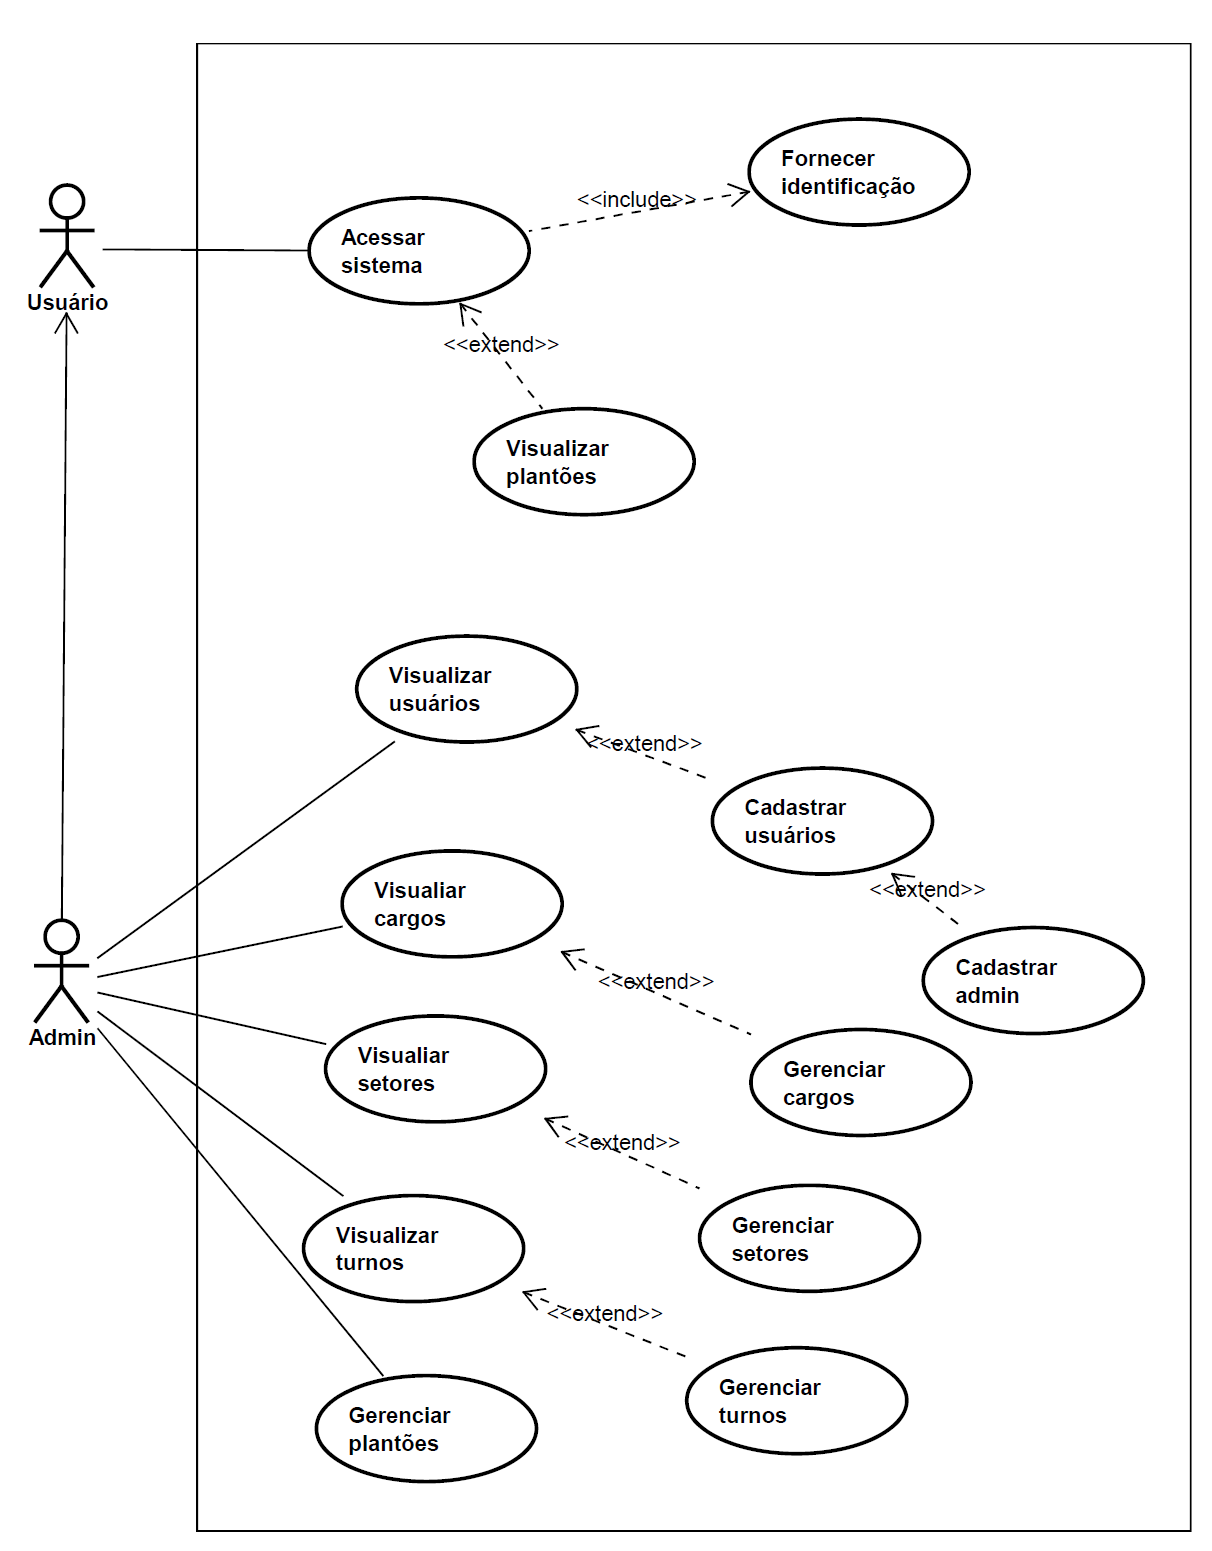 Fornecer
identificação
<<include>>
Acessar
sistema
Usuário
<<extend>>
Visualizar
plantões
Visualizar
usuários
<<extend>>
Cadastrar
usuários
Visualiar
cargos
<<extend>>
Cadastrar
admin
<<extend>>
Admin
Visualiar
setores
Gerenciar
cargos
<<extend>>
Gerenciar
setores
Visualizar
turnos
<<extend>>
Gerenciar
turnos
Gerenciar
plantões